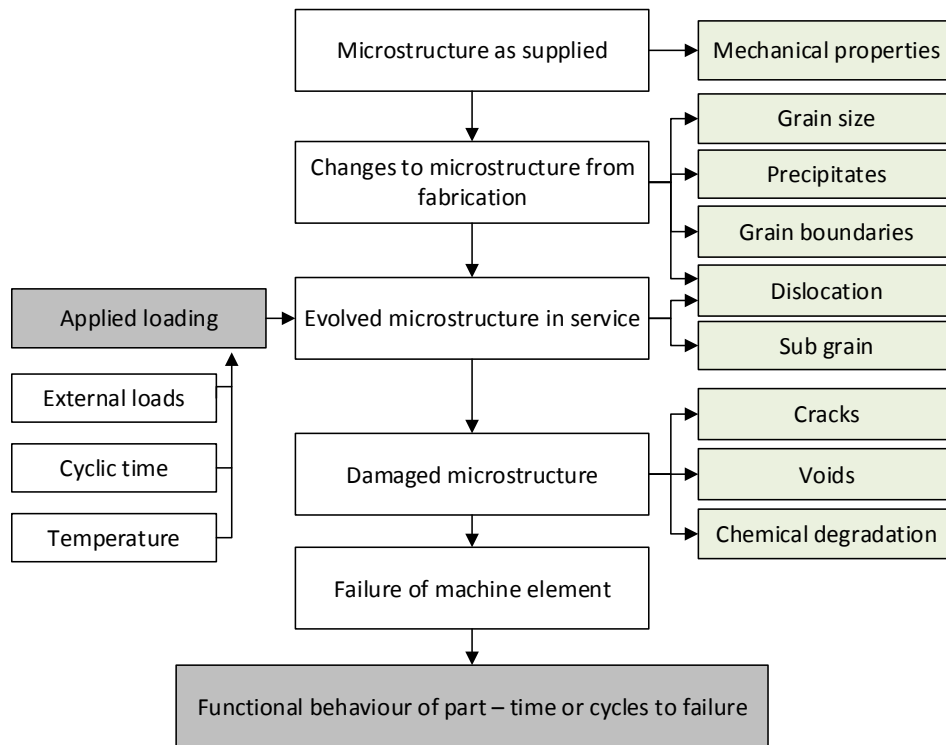 Microstructure as supplied
Mechanical properties
Grain size
Changes to microstructure from
fabrication
Precipitates
Grain boundaries
Applied loading
Evolved microstructure in service
Dislocation
Sub grain
External loads
Cyclic time
Temperature
Damaged microstructure
Cracks
Voids
Chemical degradation
Failure of machine element
Functional behaviour of part – time or cycles to failure